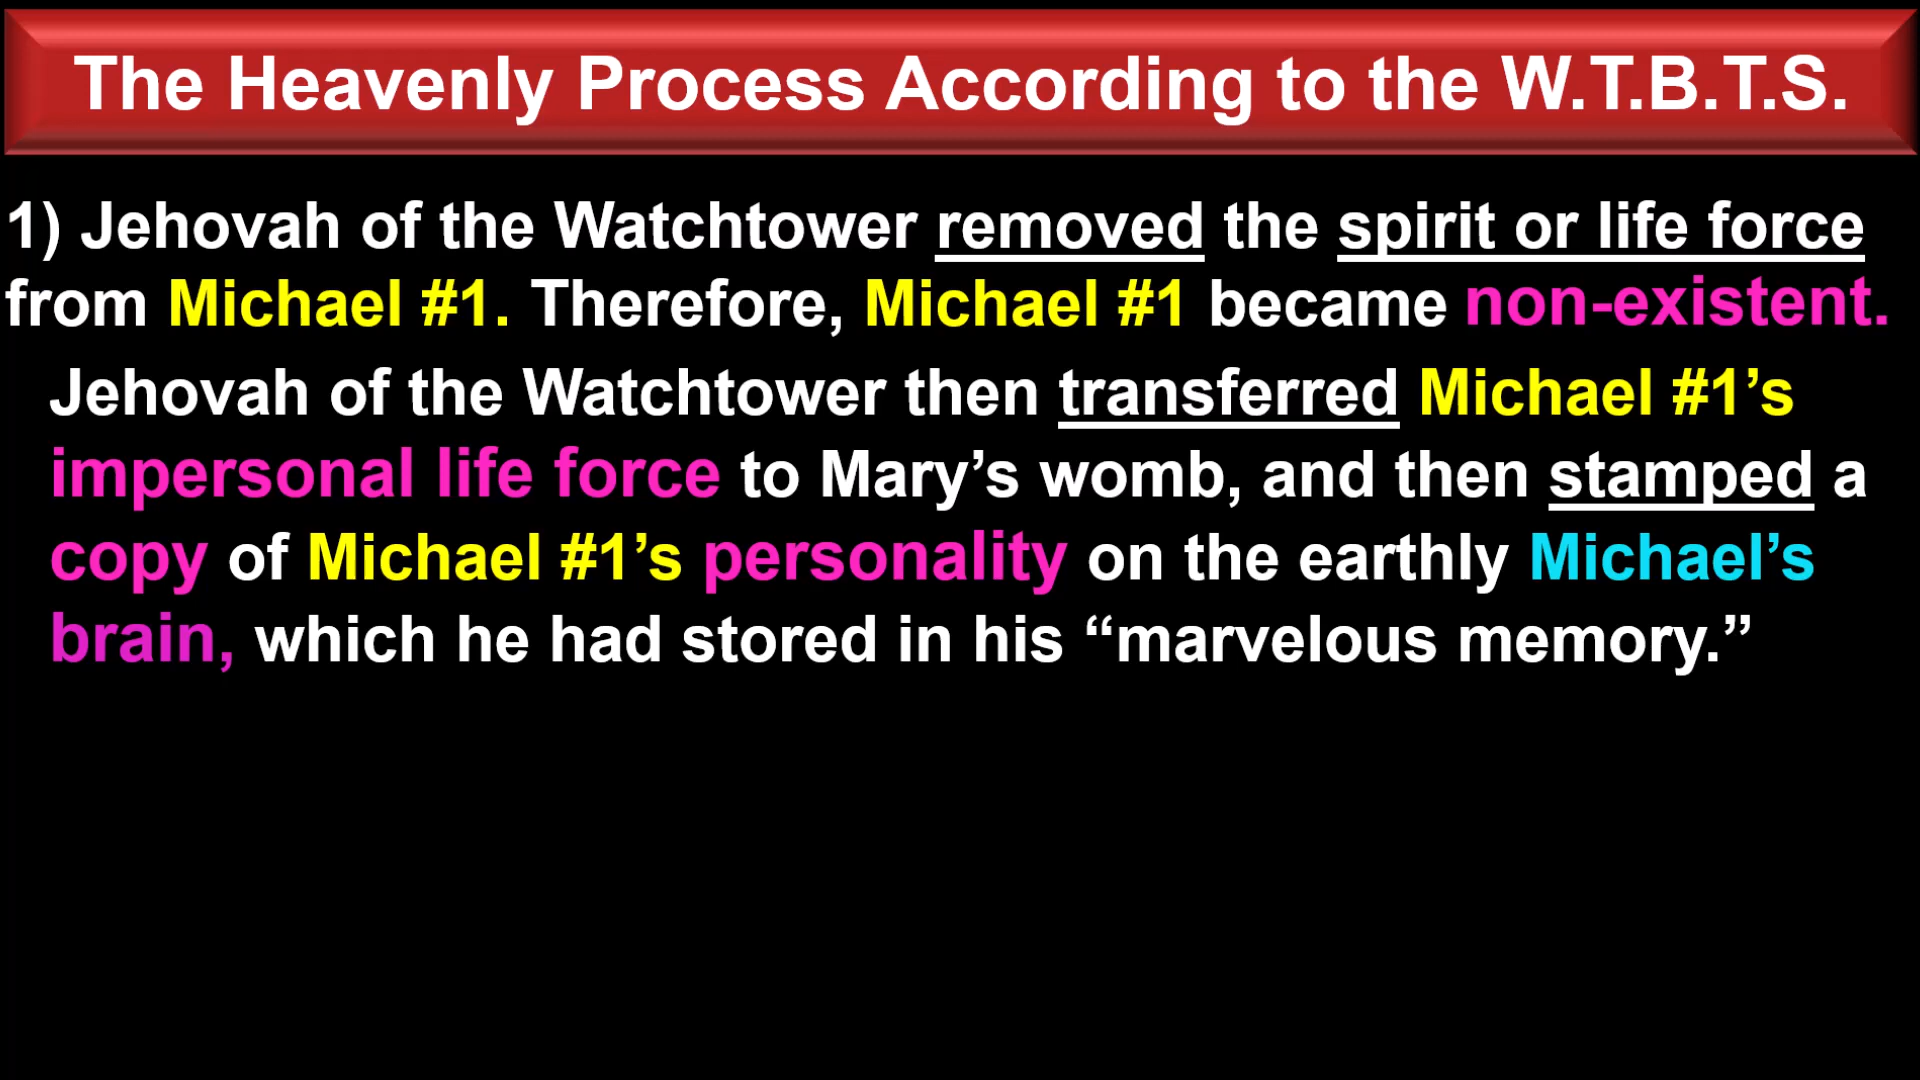 The Heavenly Process According to the W.T.B.T.S.
1) Jehovah of the Watchtower removed the spirit or life force
from Michael #1. Therefore, Michael #1 became non-existent.
Jehovah of the Watchtower then transferred Michael #1’s
impersonal life force to Mary’s womb, and then stamped a
copy of Michael #1’s personality on the earthly Michael’s
brain, which he had stored in his “marvelous memory.”